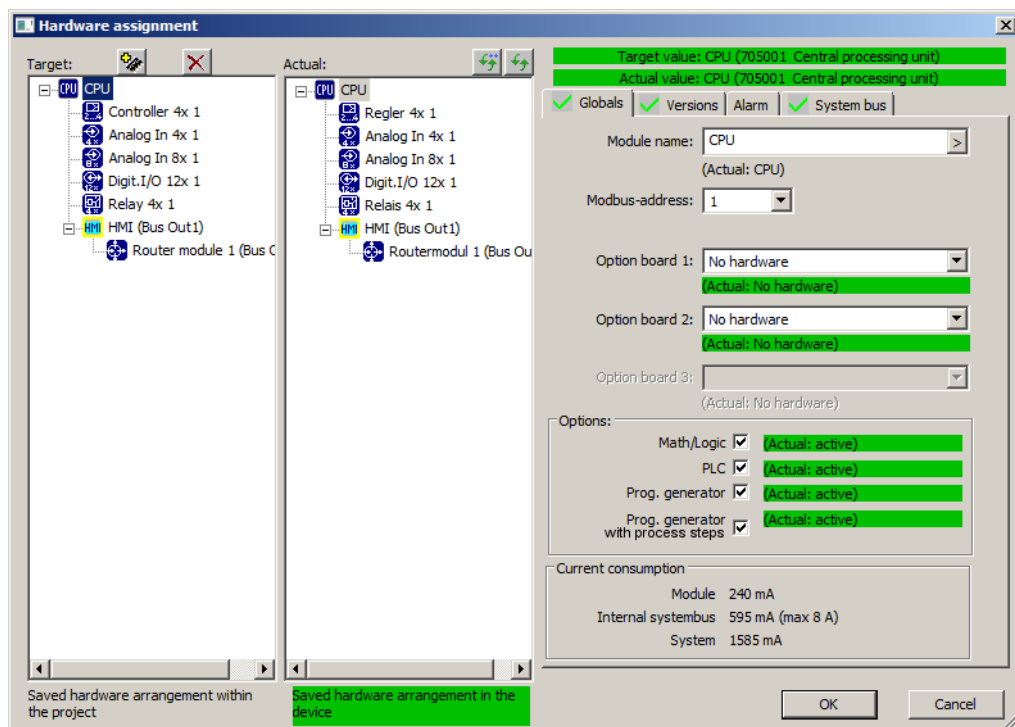 Hardware assignment
Target:
CPU
CPU
Controller 4x 1
Analog In 4x 1
Analog In 8x 1
Digit.I/O 12x 1
Relay 4x 1
HMI
HMI (Bus Out1)
Router module 1 (Bus O
Saved hardware arrangement within
the project
Actual:
CPU
CPU
Regler 4x 1
Analog In 4x 1
Analog In 8x 1
Digit.I/O 12x 1
Relais 4x 1
HMI
HMI (Bus Out1)
Routermodul 1 (Bus Ou
Saved hardware arrangement in the
device
Target value: CPU (705001 Central processing unit)
Actual value: CPU (705001 Central processing unit)
Globals Versions Alarm System bus
Module name: CPU >
(Actual: CPU)
Modbus-address: 1
Option board 1: No hardware
(Actual: No hardware)
Option board 2: No hardware
(Actual: No hardware)
Option board 3:
(Actual: No hardware)
Options:
Math/Logic (Actual: active)
PLC (Actual: active)
Prog. generator (Actual: active)
Prog. generator (Actual: active)
with process steps
Current consumption
Module 240 mA
Internal systembus 595 mA (max 8 A)
System 1585 mA
OK Cancel